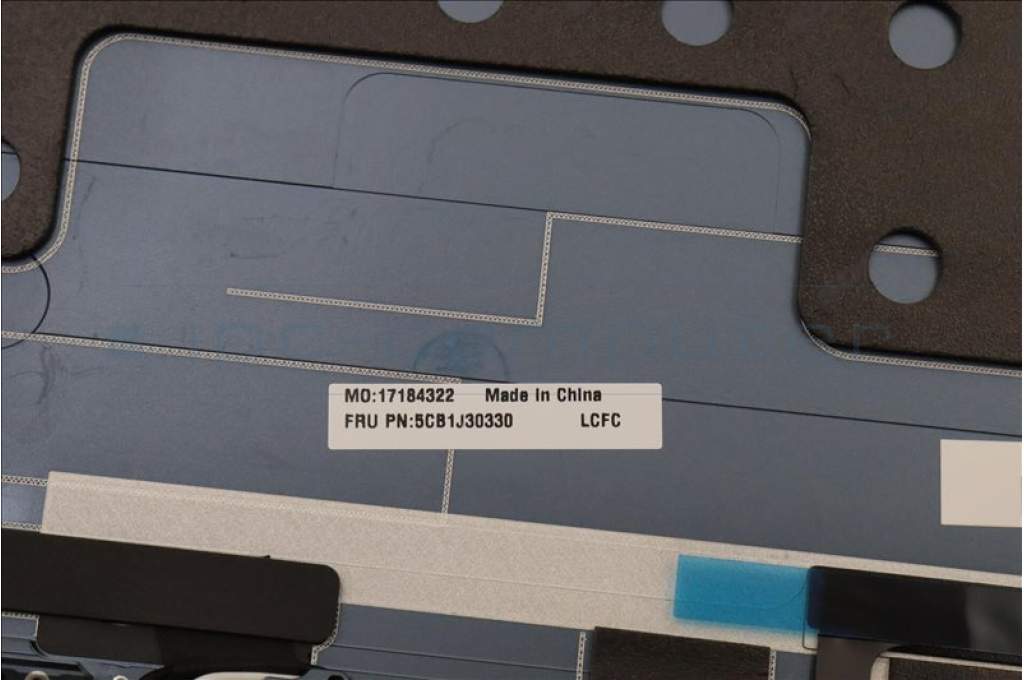 MO:17184322 Made in China
FRU PN:5CB1J30330 LCFC